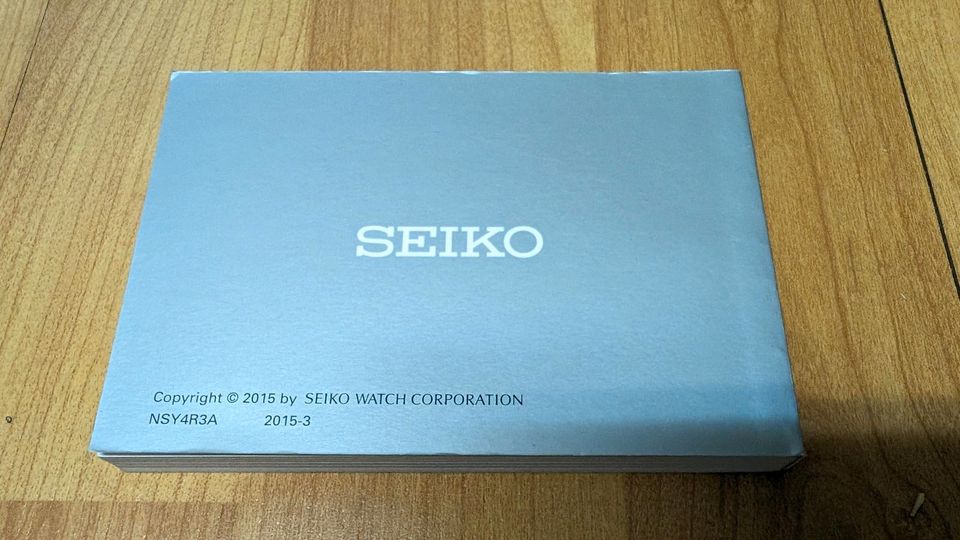 SEIKO
Copyright © 2015 by SEIKO WATCH CORPORATION
NSY4R3A 2015-3